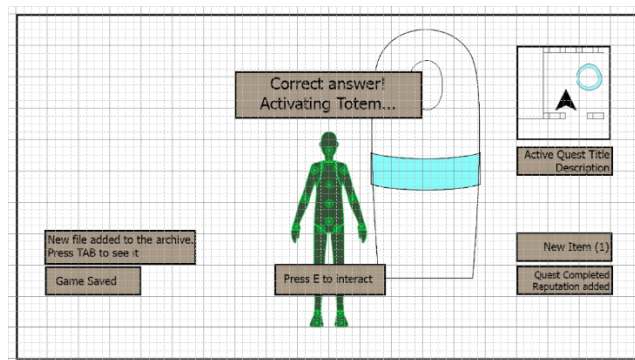 Correct answer!
Activating Totem...
Active Quest Title
Description
New file added to the archive.
Press TAB to see it
Game Saved
Press E to interact
New Item (1)
Quest Completed
Reputation added